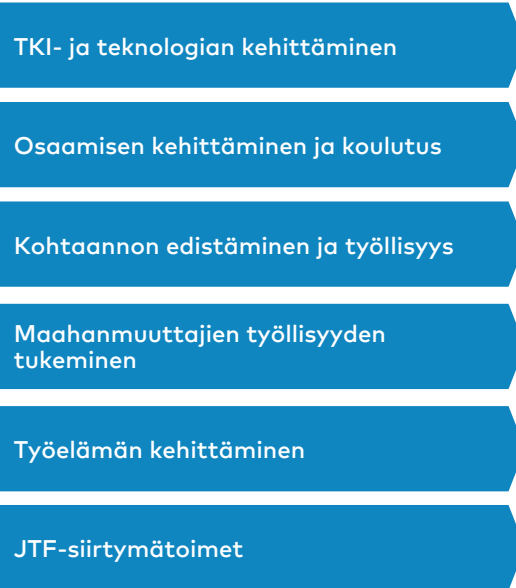 TKI- ja teknologian kehittäminen
Osaamisen kehittäminen ja koulutus
Kohtaannon edistäminen ja työllisyys
Maahanmuuttajien työllisyyden
tukeminen
Työelämän kehittäminen
JTF-siirtymätoimet